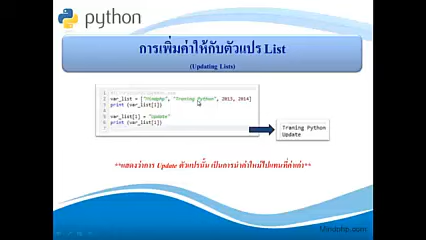 python
การเพิ่มค่าให้กับตัวแปร List
(Updating Lists)
var_list = ["Mindphp", "Traning Python", 2013, 2014]
print (var_list[1])
var_list[1] = "Update"
print (var_list[1])
Traning Python
Update
**แสดงว่าการ Update ตัวแปรนั้น เป็นการนำค่าใหม่ไปแทนที่ค่าเก่า**
Mindphp.com